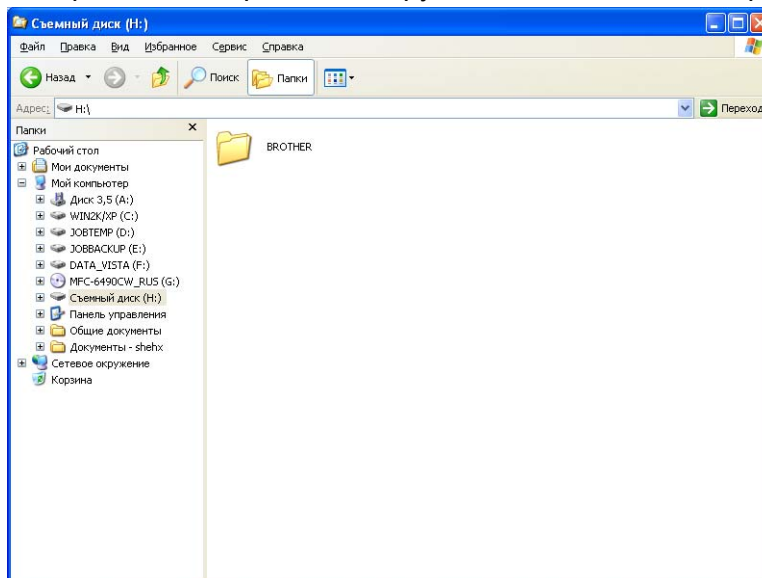 Съемный диск (H:)
Файл Правка Вид Избранное Сервис Справка
Назад Поиск Папки
Адрес: H:\ Переход
Папки
BROTHER
Рабочий стол
Мои документы
Мой компьютер
Диск 3,5 (A:)
WIN2K/XP (C:)
JOBTEMP (D:)
JOBBACKUP (E:)
DATA_VISTA (F:)
MFC-6490CW_RUS (G:)
Съемный диск (H:)
Панель управления
Общие документы
Документы - shehx
Сетевое окружение
Корзина